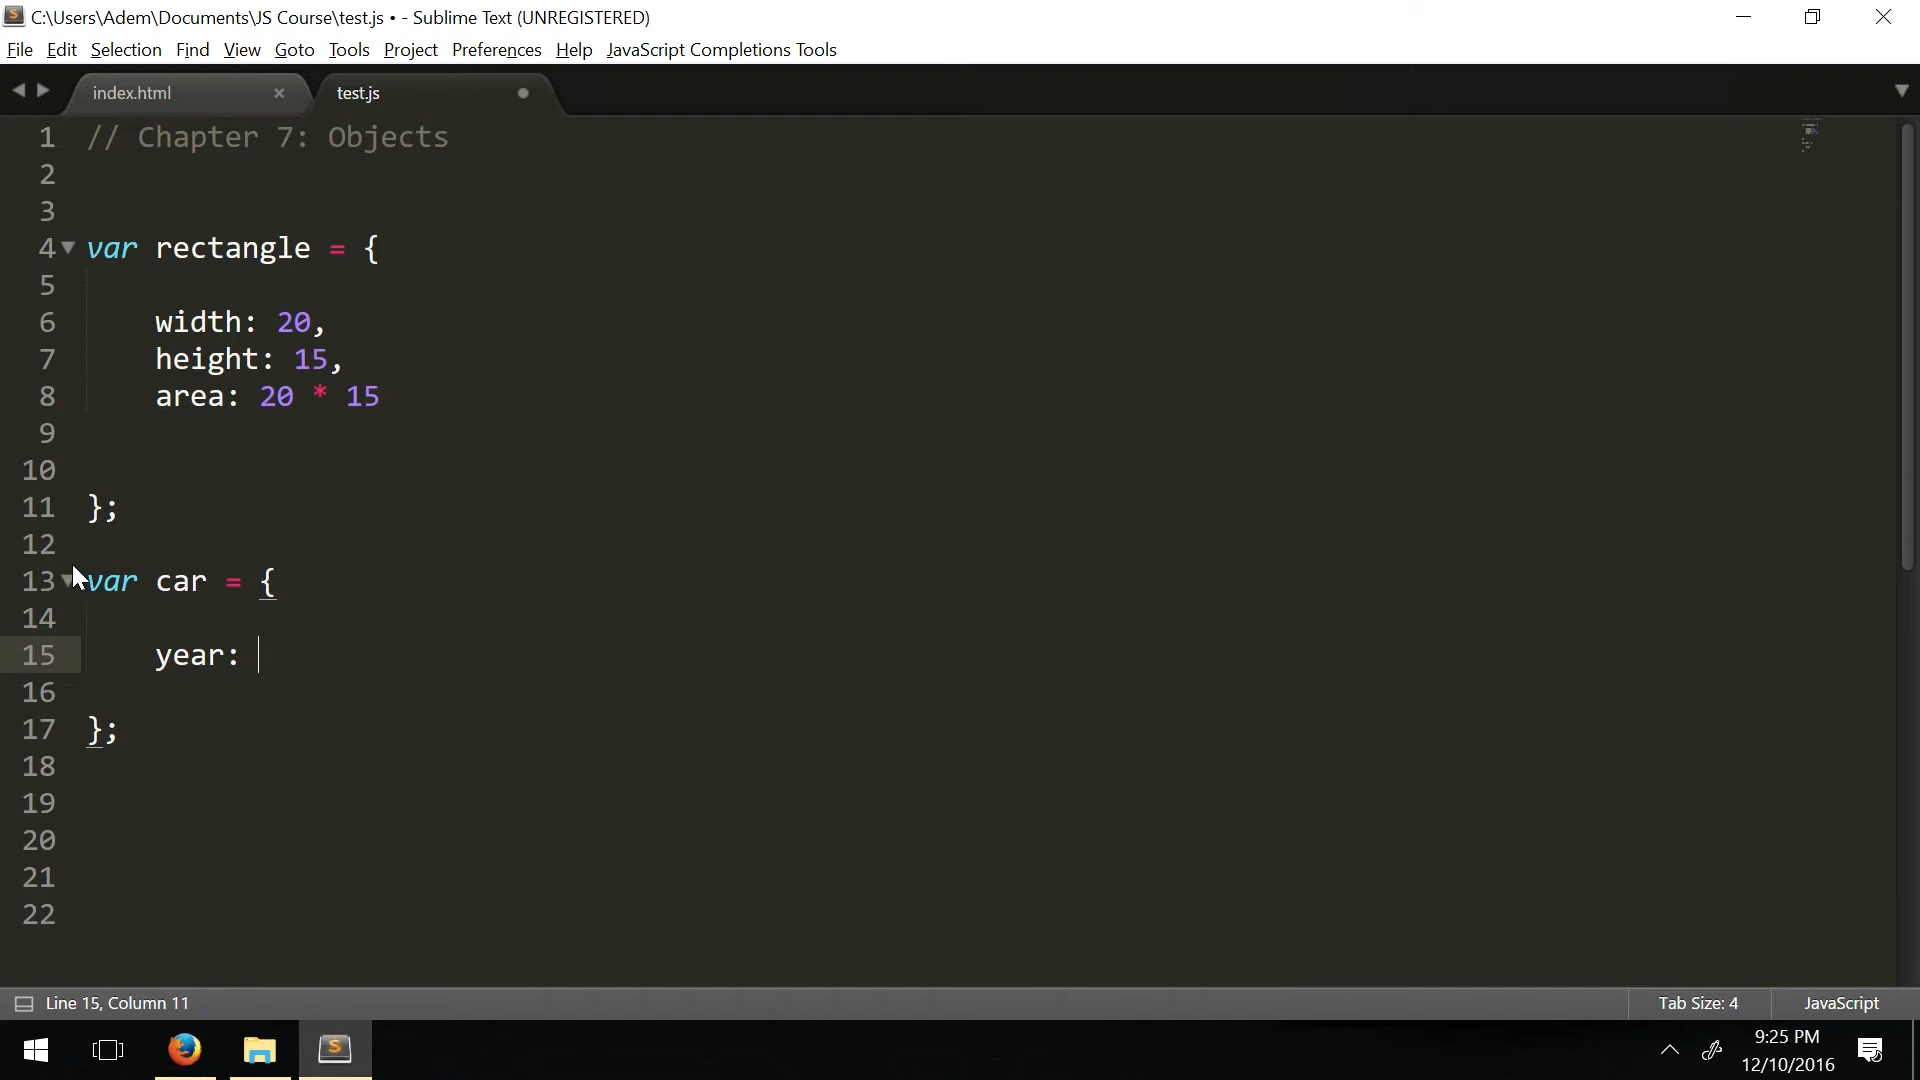 C:\Users\Adem\Documents\JS Course\test.js • - Sublime Text (UNREGISTERED)
File Edit Selection Find View Goto Tools Project Preferences Help JavaScript Completions Tools
index.html × test.js
1 // Chapter 7: Objects
2
3
4 var rectangle = {
5
6 width: 20,
7 height: 15,
8 area: 20 * 15
9
10
11 };
12
13 var car = {
14
15 year:
16
17 };
18
19
20
21
22
Line 15, Column 11 Tab Size: 4 JavaScript
9:25 PM
12/10/2016